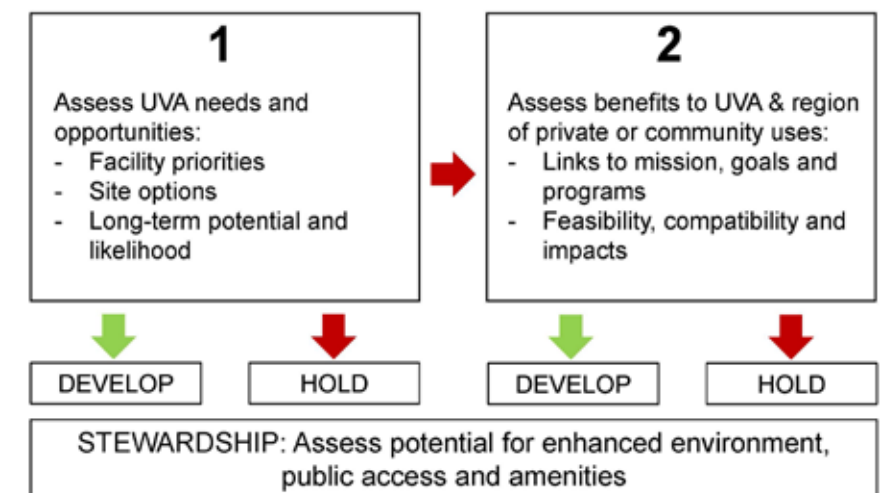 1
Assess UVA needs and
opportunities:
- Facility priorities
- Site options
- Long-term potential and
likelihood
2
Assess benefits to UVA & region
of private or community uses:
- Links to mission, goals and
programs
- Feasibility, compatibility and
impacts
DEVELOP
HOLD
DEVELOP
HOLD
STEWARDSHIP: Assess potential for enhanced environment,
public access and amenities